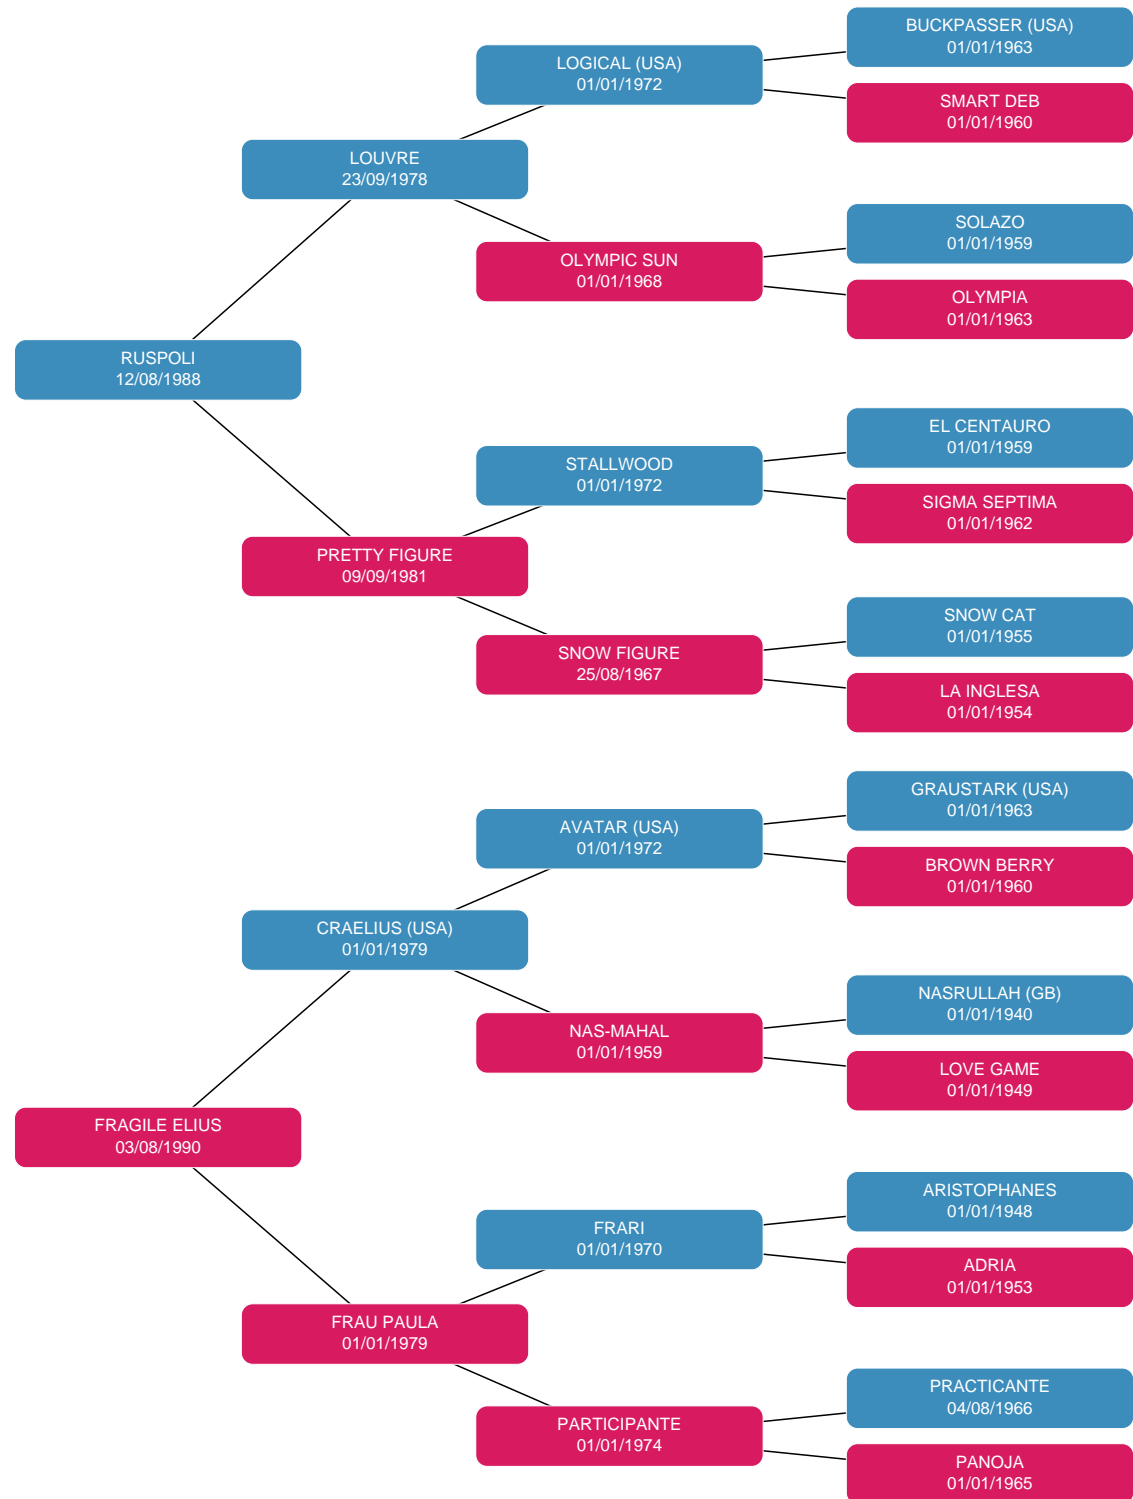 BUCKPASSER (USA)
01/01/1963
LOGICAL (USA)
01/01/1972
SMART DEB
01/01/1960
LOUVRE
23/09/1978
SOLAZO
01/01/1959
OLYMPIC SUN
01/01/1968
OLYMPIA
01/01/1963
RUSPOLI
12/08/1988
EL CENTAURO
01/01/1959
STALLWOOD
01/01/1972
SIGMA SEPTIMA
01/01/1962
PRETTY FIGURE
09/09/1981
SNOW CAT
01/01/1955
SNOW FIGURE
25/08/1967
LA INGLESA
01/01/1954
GRAUSTARK (USA)
01/01/1963
AVATAR (USA)
01/01/1972
BROWN BERRY
01/01/1960
CRAELIUS (USA)
01/01/1979
NASRULLAH (GB)
01/01/1940
NAS-MAHAL
01/01/1959
LOVE GAME
01/01/1949
FRAGILE ELIUS
03/08/1990
ARISTOPHANES
01/01/1948
FRARI
01/01/1970
ADRIA
01/01/1953
FRAU PAULA
01/01/1979
PRACTICANTE
04/08/1966
PARTICIPANTE
01/01/1974
PANOJA
01/01/1965